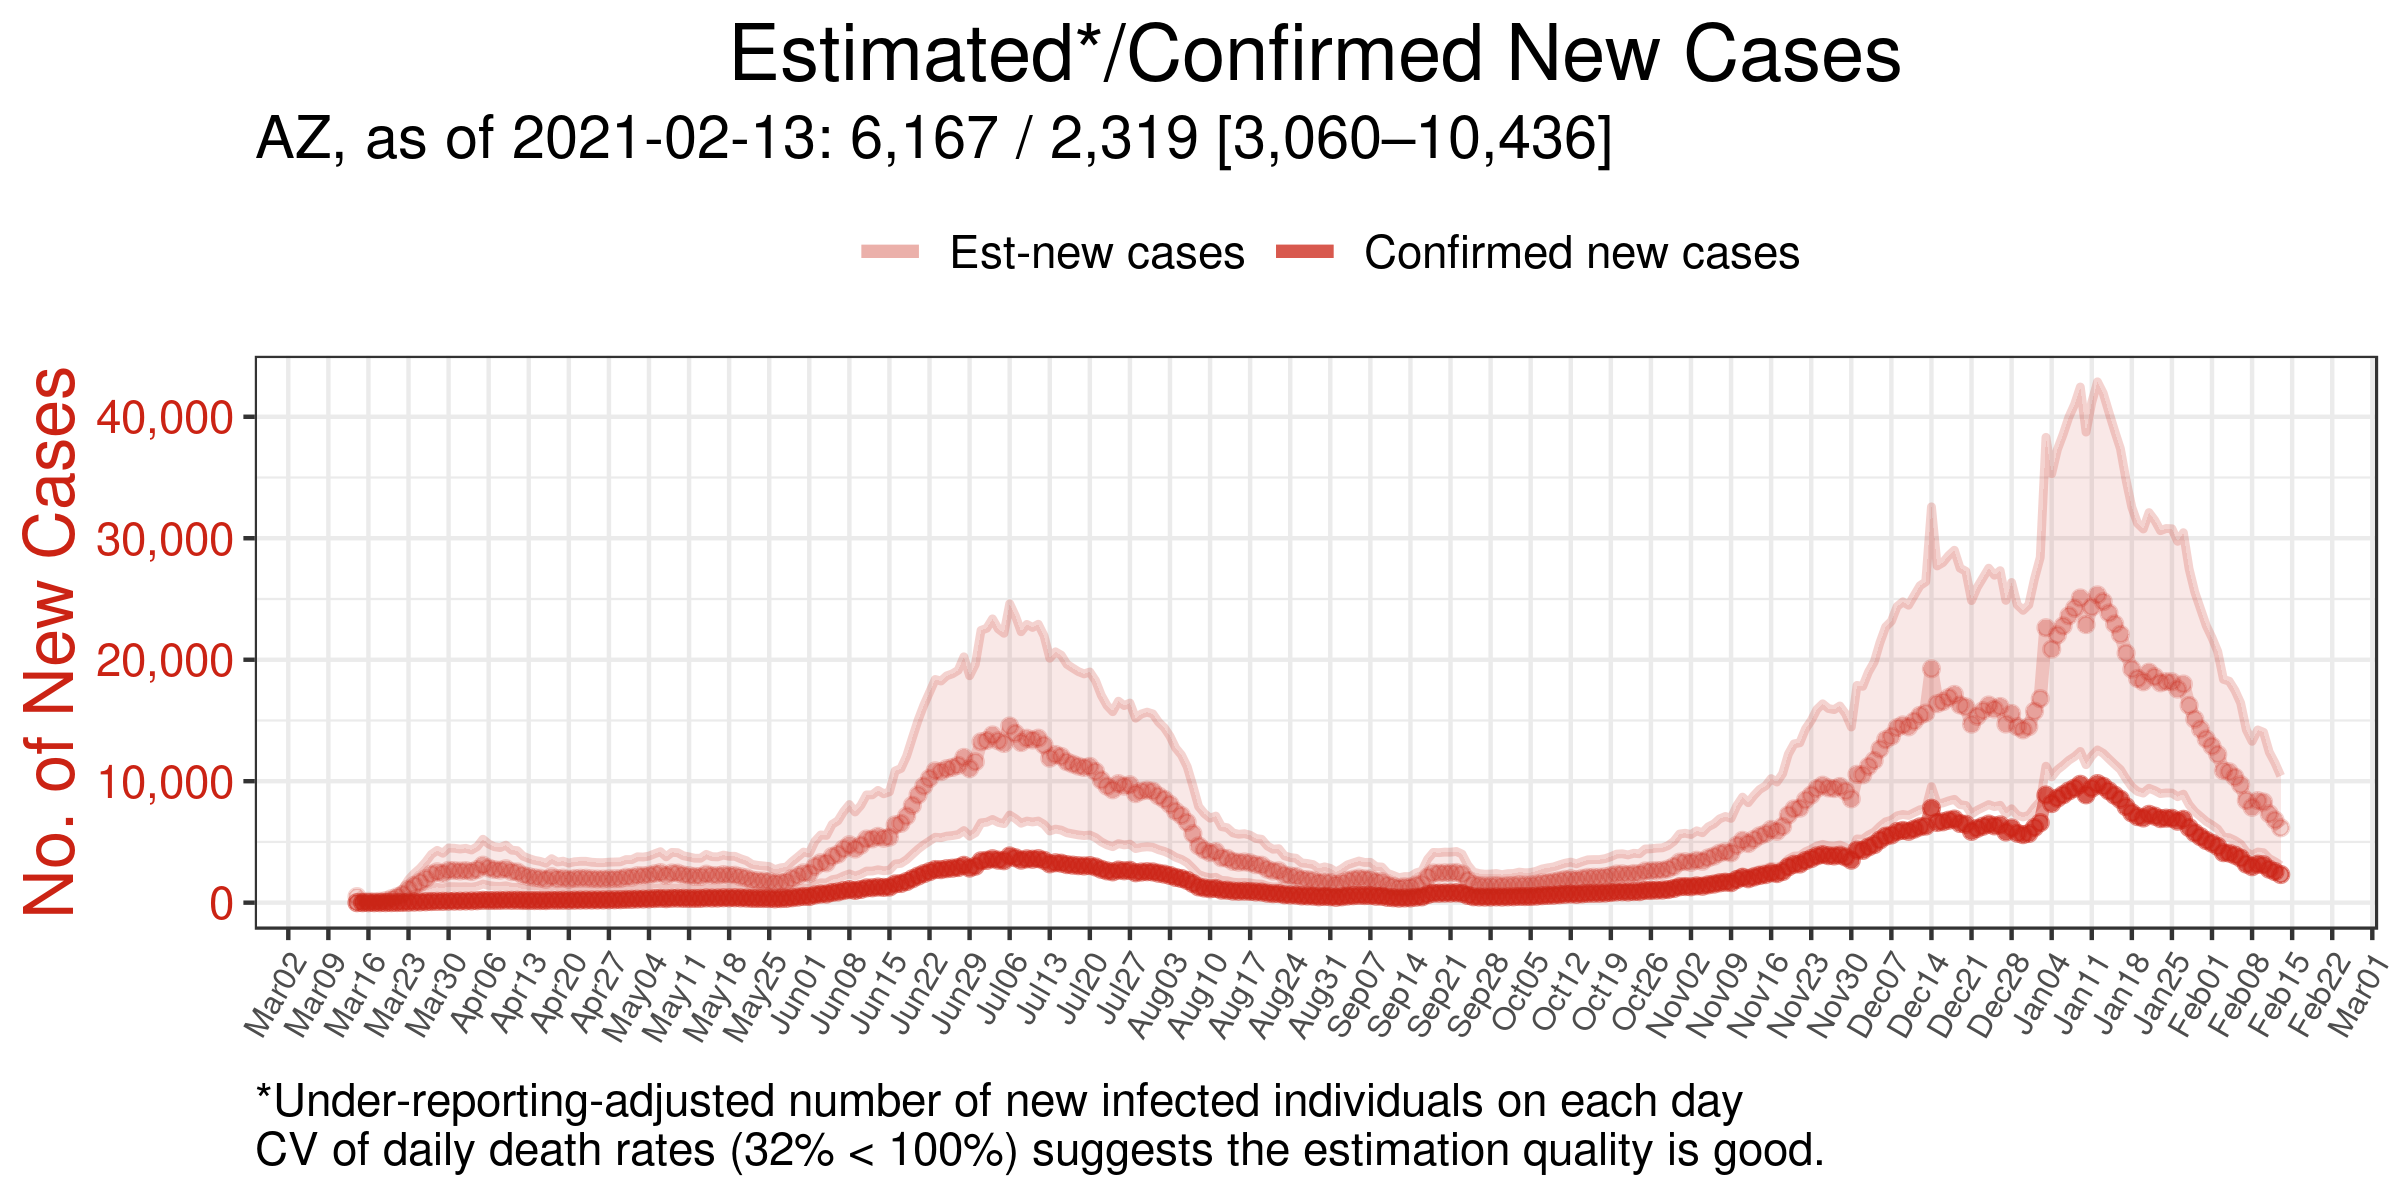 Estimated*/Confirmed New Cases
AZ, as of 2021-02-13: 6,167 / 2,319 [3,060–10,436]
Est-new cases
Confirmed new cases
No. of New Cases
40,000
30,000
20,000
10,000
0
Mar02
Mar09
Mar16
Mar23
Mar30
Apr06
Apr13
Apr20
Apr27
May04
May11
May18
May25
Jun01
Jun08
Jun15
Jun22
Jun29
Jul06
Jul13
Jul20
Jul27
Aug03
Aug10
Aug17
Aug24
Aug31
Sep07
Sep14
Sep21
Sep28
Oct05
Oct12
Oct19
Oct26
Nov02
Nov09
Nov16
Nov23
Nov30
Dec07
Dec14
Dec21
Dec28
Jan04
Jan11
Jan18
Jan25
Feb01
Feb08
Feb15
Feb22
Mar01
*Under-reporting-adjusted number of new infected individuals on each day
CV of daily death rates (32% < 100%) suggests the estimation quality is good.